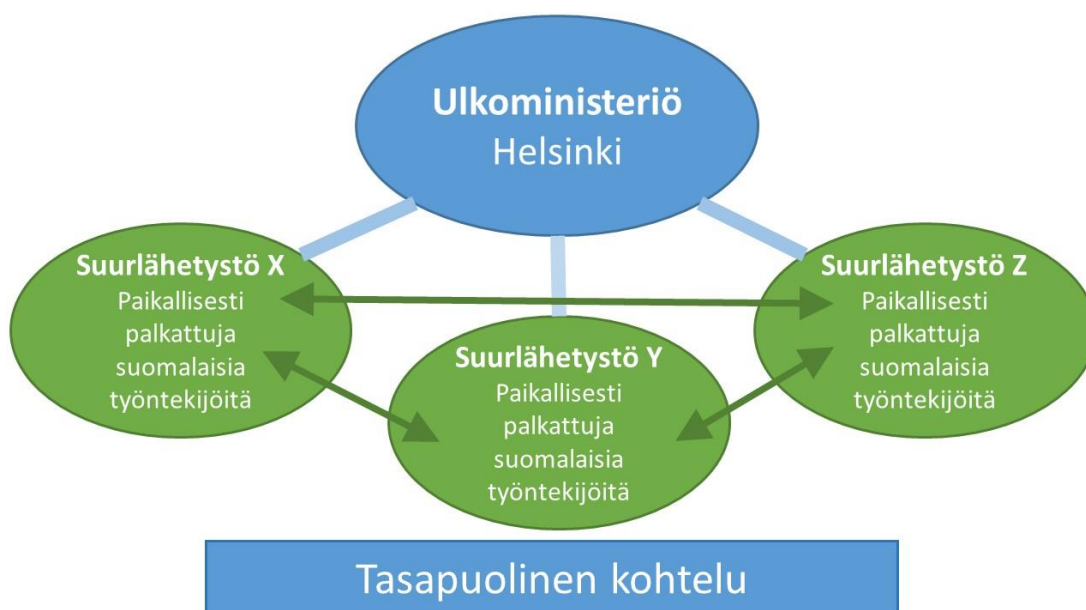 Ulkoministeriö
Helsinki
Suurlähetystö X
Paikallisesti
palkattuja
suomalaisia
työntekijöitä
Suurlähetystö Y
Paikallisesti
palkattuja
suomalaisia
työntekijöitä
Suurlähetystö Z
Paikallisesti
palkattuja
suomalaisia
työntekijöitä
Tasapuolinen kohtelu